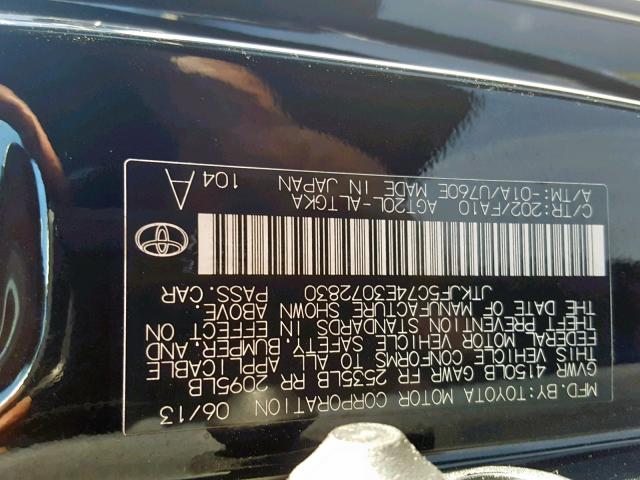 MFD.BY:TOYOTA MOTOR CORPORATION 06/13
GVWR 4150LB GAWR FR 2535LB RR 2095LB
THIS VEHICLE CONFORMS TO ALL APPLICABLE
FEDERAL MOTOR VEHICLE SAFETY, BUMPER, AND
THEFT PREVENTION STANDARDS IN EFFECT ON
THE DATE OF MANUFACTURE SHOWN ABOVE.
JTKJF5C74E3072830 PASS.CAR
C/TR:202/FA10 AGT20L-ALTGKA
A/TM:-01A/U760E MADE IN JAPAN
104 A